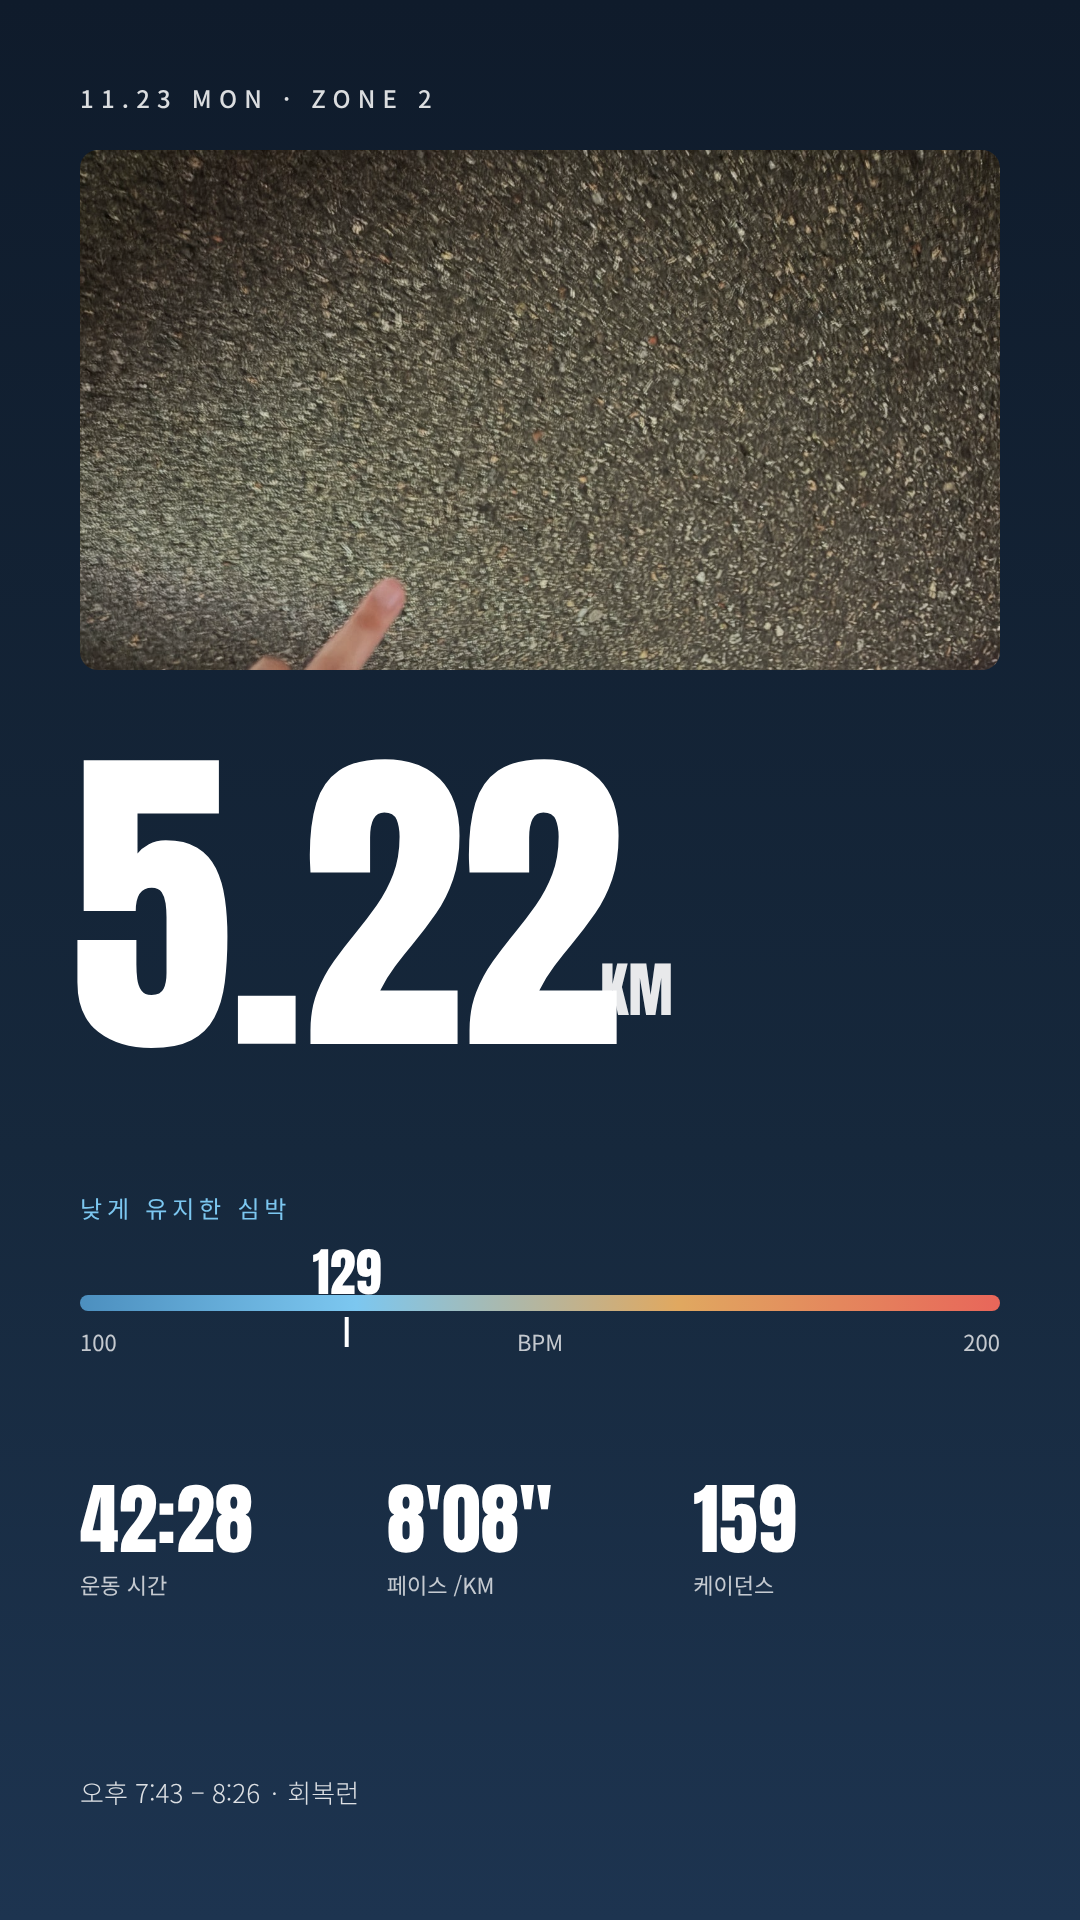 11.23 MON · ZONE 2
5.22 KM
낮게 유지한 심박
129
100 BPM 200
42:28 8'08" 159
운동 시간 페이스 /KM 케이던스
오후 7:43 – 8:26 · 회복런